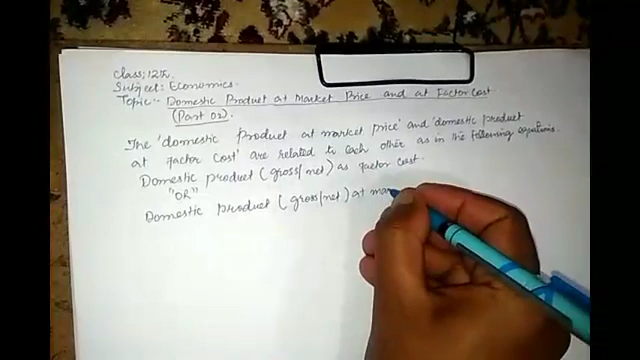 Class; 12th.
Subject: Economics.
Topic:- Domestic Product at Market Price and at Factor Cost
(Part 02).
The 'domestic product at market price' and 'domestic product
at factor cost' are related to each other as in the following equations.
Domestic product (gross/net) as factor cost.
"OR"
Domestic product (gross/net) at mar